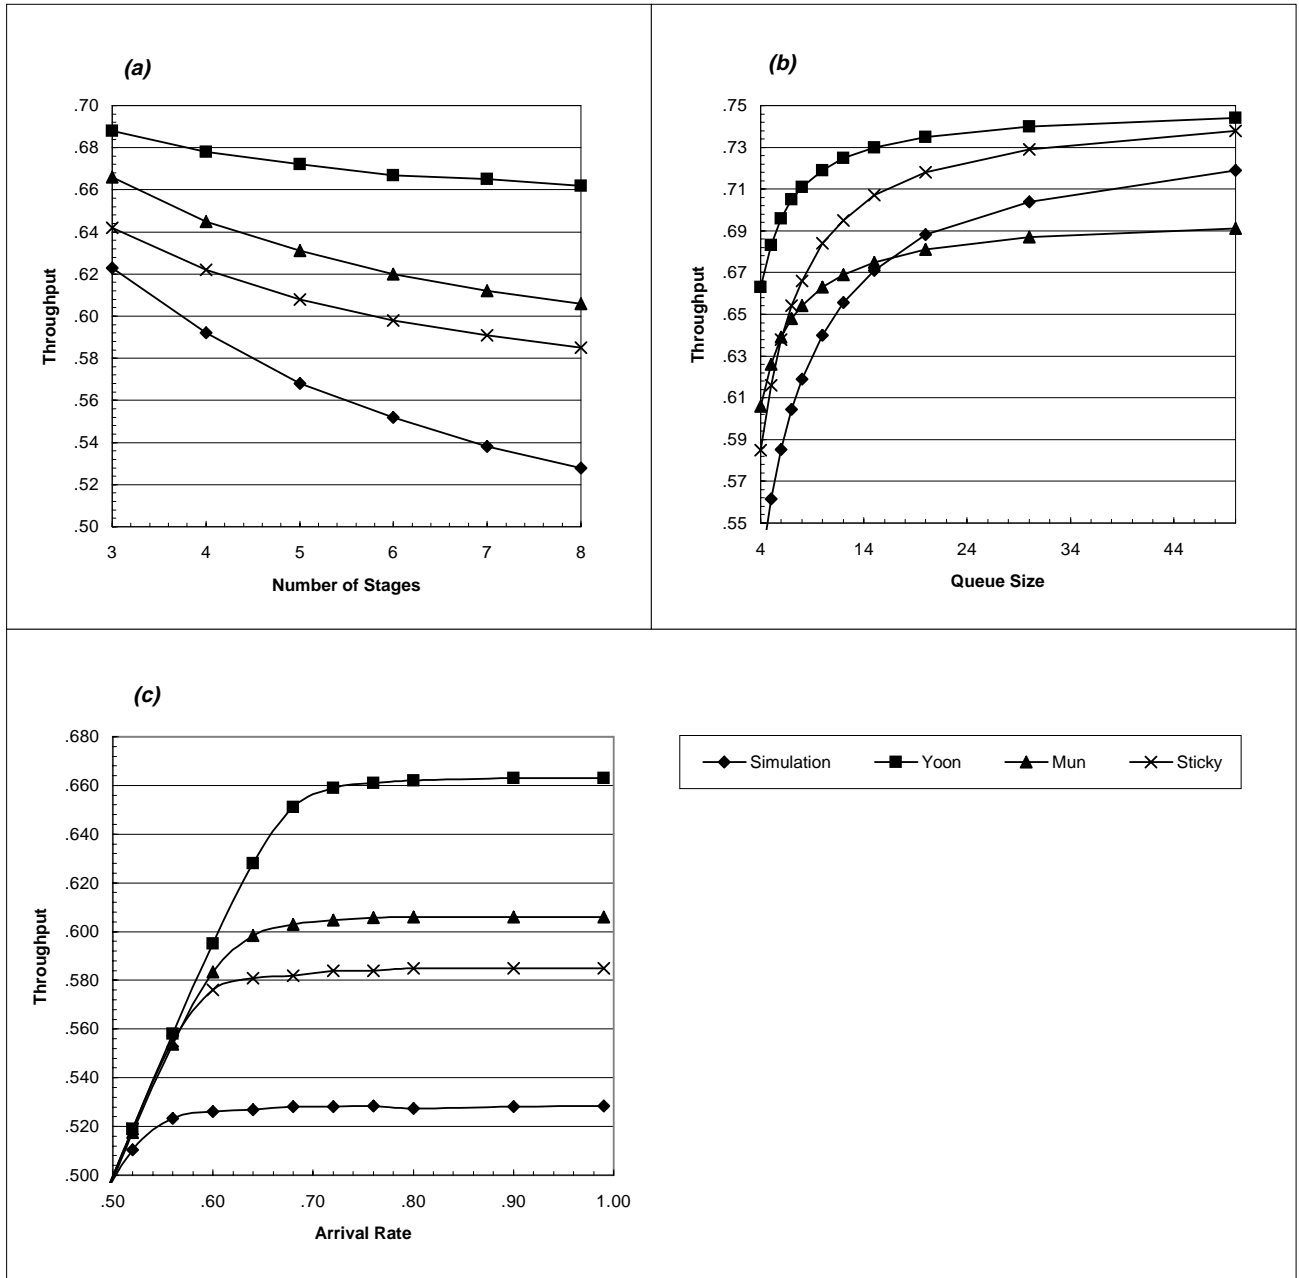 (a)
.70
.68
.66
.64
.62
.60
.58
.56
.54
.52
.50
3 4 5 6 7 8
Throughput
Number of Stages
(b)
.75
.73
.71
.69
.67
.65
.63
.61
.59
.57
.55
4 14 24 34 44
Throughput
Queue Size
(c)
.680
.660
.640
.620
.600
.580
.560
.540
.520
.500
.50 .60 .70 .80 .90 1.00
Throughput
Arrival Rate
Simulation Yoon Mun Sticky